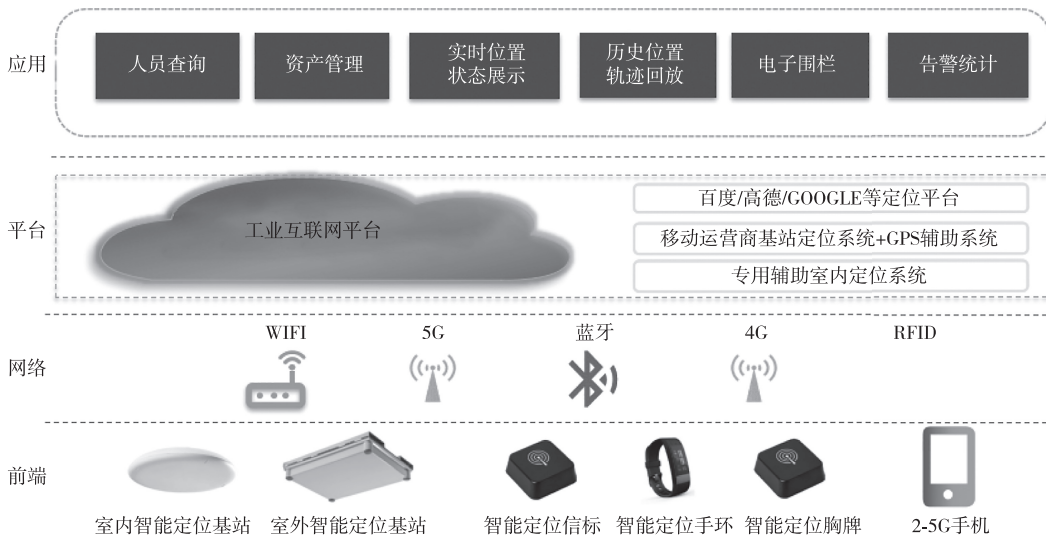 应用
人员查询
资产管理
实时位置
状态展示
历史位置
轨迹回放
电子围栏
告警统计
平台
工业互联网平台
百度/高德/GOOGLE等定位平台
移动运营商基站定位系统+GPS辅助系统
专用辅助室内定位系统
网络
WIFI
5G
蓝牙
4G
RFID
前端
室内智能定位基站
室外智能定位基站
智能定位信标
智能定位手环
智能定位胸牌
2-5G手机